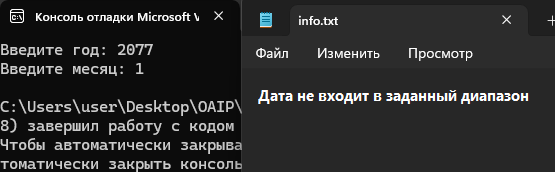 Консоль отладки Microsoft V
Введите год: 2077
Введите месяц: 1
C:\Users\user\Desktop\OAIP\
8) завершил работу с кодом
Чтобы автоматически закрыва
томатически закрыть консоль
info.txt
Файл Изменить Просмотр
Дата не входит в заданный диапазон